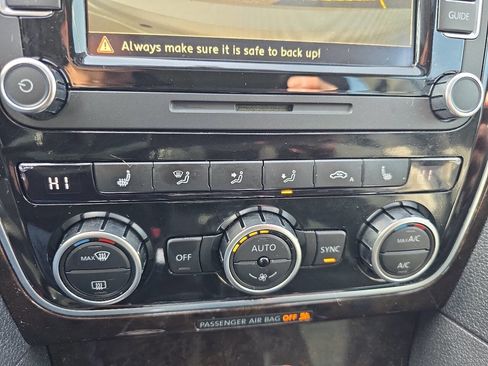 GUIDE
Always make sure it is safe to back up!
HI
A
HI
MAX
OFF
AUTO
SYNC
MAX A/C
A/C
PASSENGER AIR BAG OFF